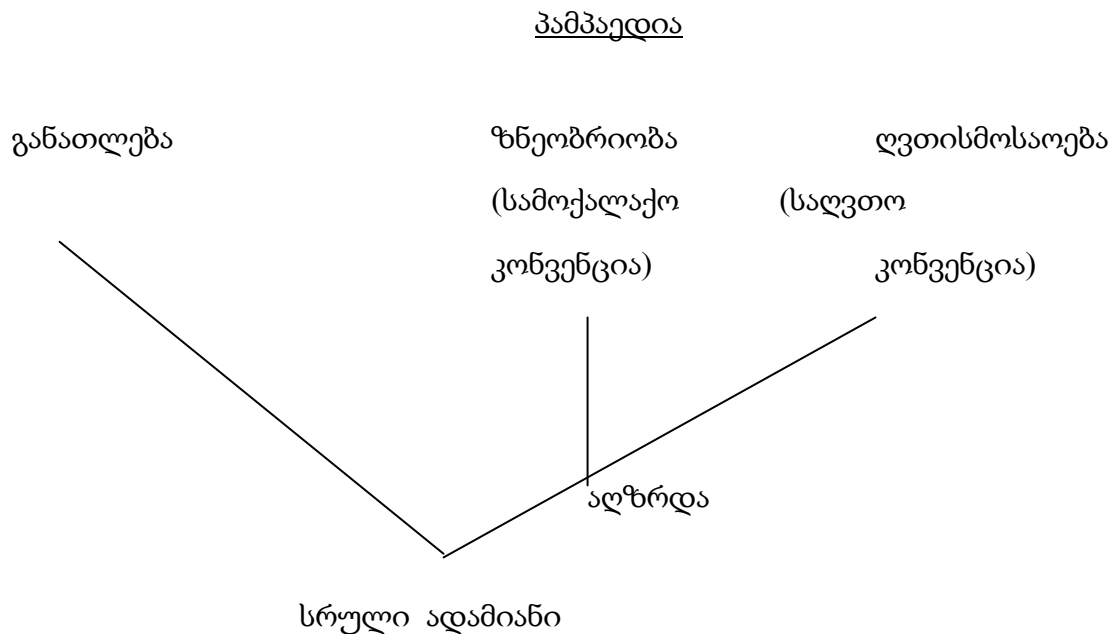 პამპაედია
განათლება ზნეობრიობა ღვთისმოსაოება
(სამოქალაქო (საღვთო
კონვენცია) კონვენცია)
აღზრდა
სრული ადამიანი